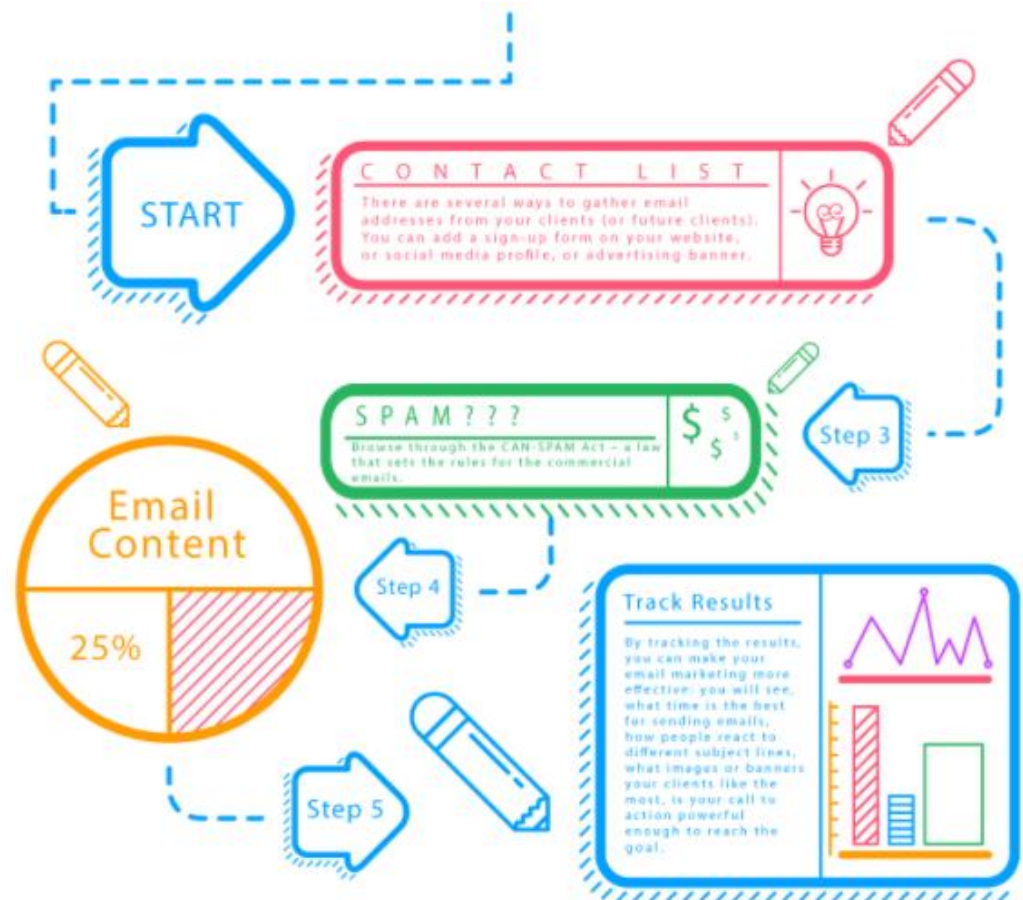 START
CONTACT LIST
There are several ways to gather email
addresses from your clients (or future clients).
You can add a sign-up form on your website,
or social media profile, or advertising banner.
Step 3
SPAM???
$ $ $ $
Browse through the CAN-SPAM Act – a law
that sets the rules for the commercial
emails.
Step 4
Email
Content
25%
Step 5
Track Results
By tracking the results,
you can make your
email marketing more
effective: you will see,
what time is the best
for sending emails,
how people react to
different subject lines,
what images or banners
your clients like the
most, is your call to
action powerful
enough to reach the
goal.